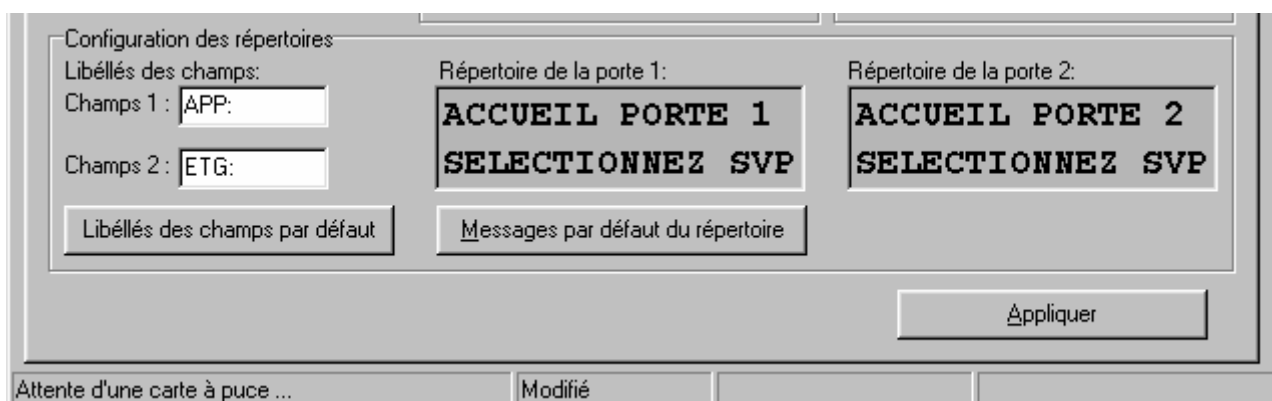 Configuration des répertoires
Libéllés des champs:
Champs 1 : APP:
Champs 2 : ETG:
Libéllés des champs par défaut
Répertoire de la porte 1:
ACCUEIL PORTE 1
SELECTIONNEZ SVP
Messages par défaut du répertoire
Répertoire de la porte 2:
ACCUEIL PORTE 2
SELECTIONNEZ SVP
Appliquer
Attente d'une carte à puce ...
Modifié